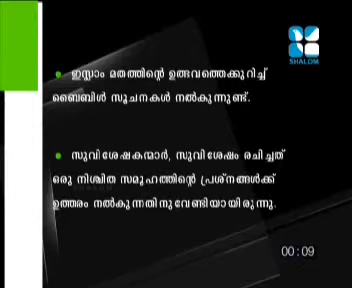 SHALOM
ഇസ്ലാം മതത്തിന്റെ ഉത്ഭവത്തെക്കുറിച്ച്
ബൈബിൾ സൂചനകൾ നൽകുന്നുണ്ട്.
സുവിശേഷകന്മാർ, സുവിശേഷം രചിച്ചത്
ഒരു നിശ്ചിത സമൂഹത്തിന്റെ പ്രശ്നങ്ങൾക്ക്
ഉത്തരം നൽകുന്നതിനുവേണ്ടിയായിരുന്നു.
00:09